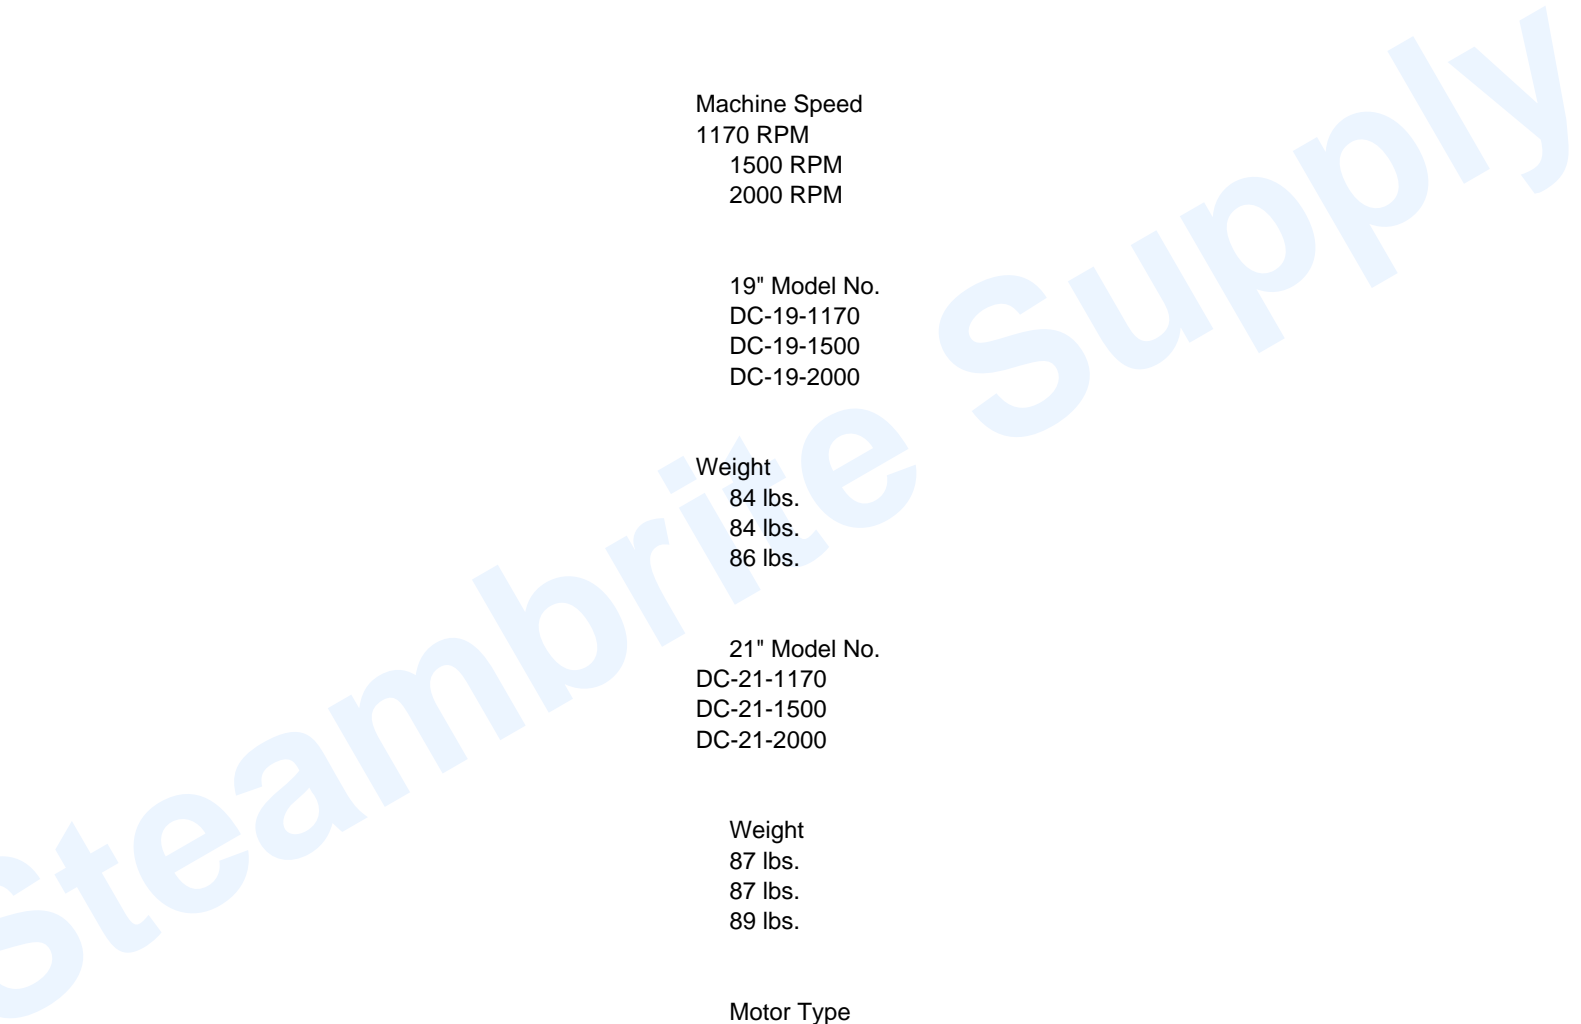 Machine Speed
1170 RPM
1500 RPM
2000 RPM
19" Model No.
DC-19-1170
DC-19-1500
DC-19-2000
Weight
84 lbs.
84 lbs.
86 lbs.
21" Model No.
DC-21-1170
DC-21-1500
DC-21-2000
Weight
87 lbs.
87 lbs.
89 lbs.
Motor Type
Steambrite Supply